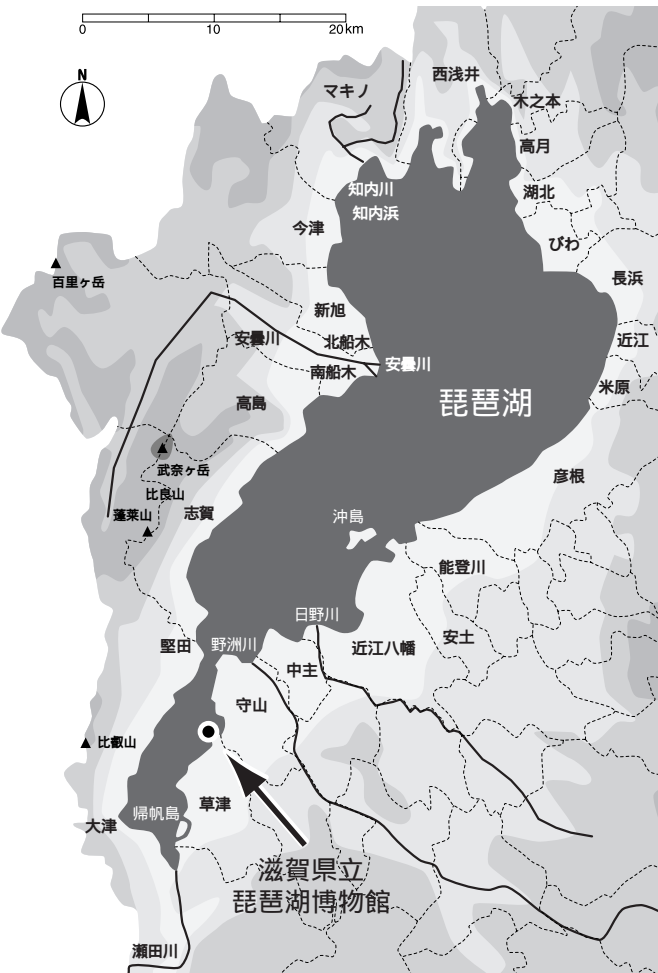 0 10 20km
N
マキノ
西浅井
木之本
高月
知内川
知内浜
湖北
今津
びわ
百里ヶ岳
長浜
新旭
安曇川
北船木
近江
南船木
安曇川
米原
高島
琵琶湖
武奈ヶ岳
彦根
比良山
蓬莱山
志賀
沖島
能登川
日野川
堅田
野洲川
近江八幡
安土
中主
守山
比叡山
帰帆島
草津
大津
滋賀県立
琵琶湖博物館
瀬田川